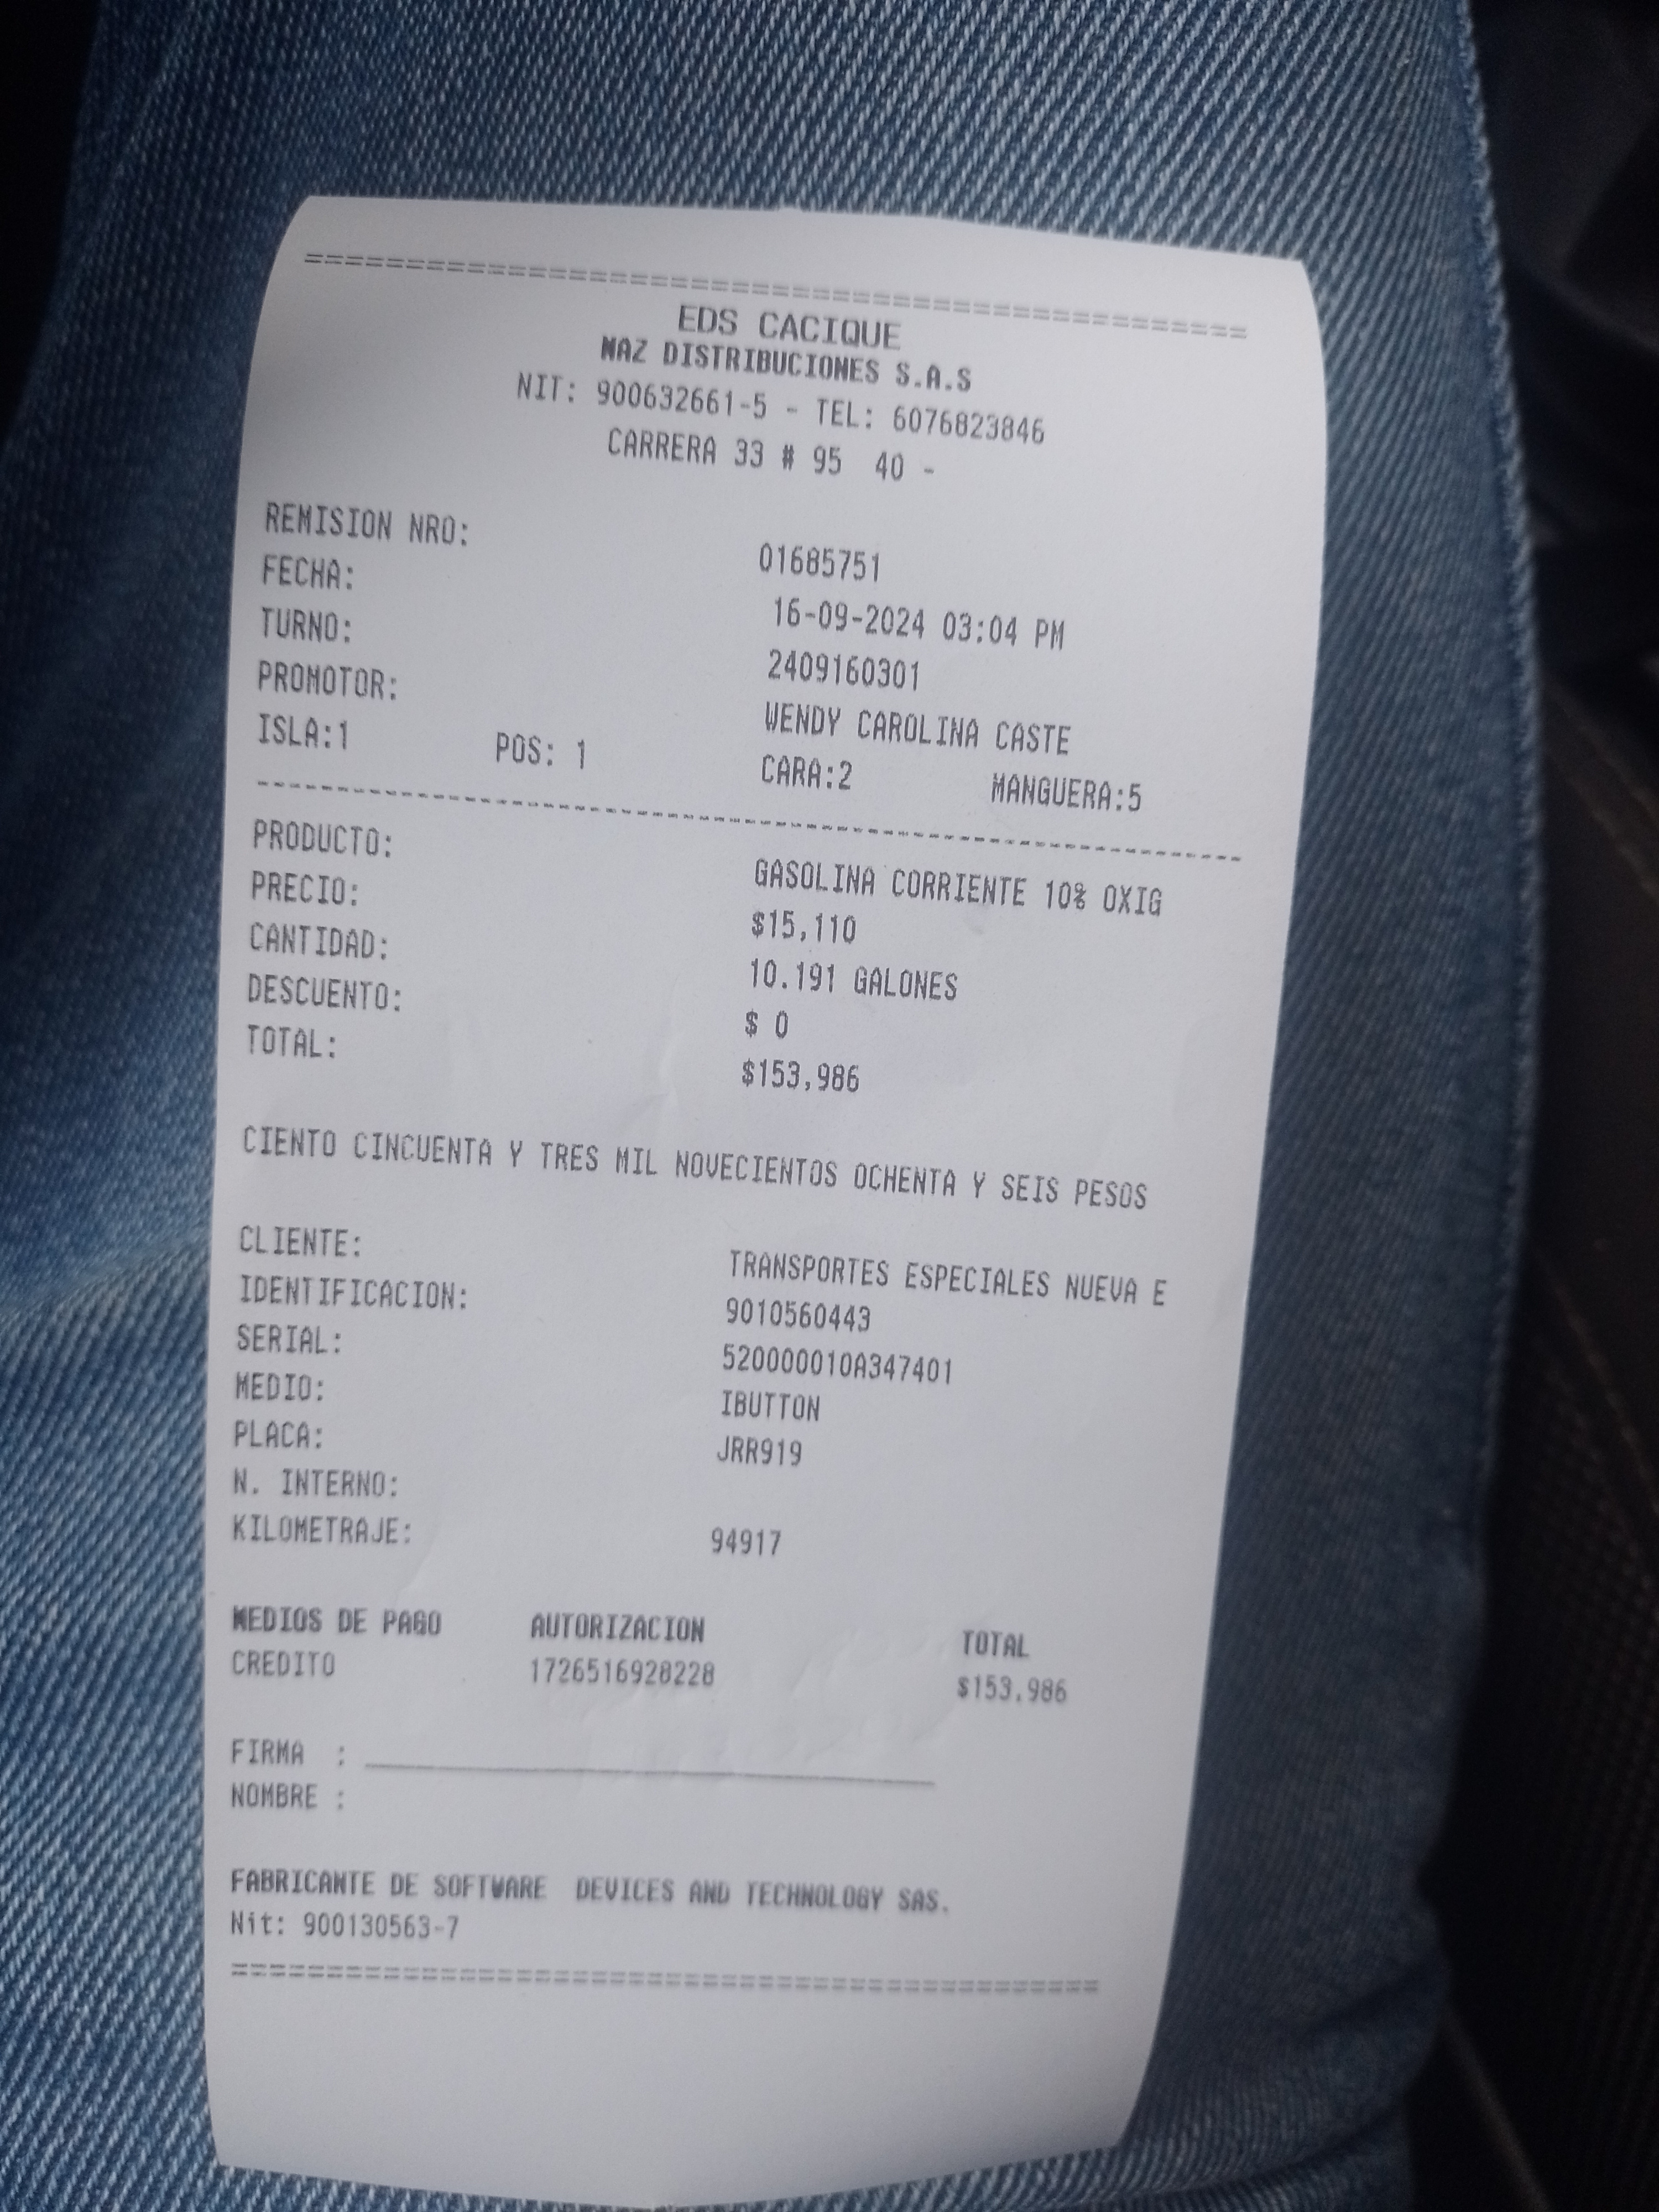 ================================================
EDS CACIQUE
MAZ DISTRIBUCIONES S.A.S
NIT: 900632661-5 - TEL: 6076823846
CARRERA 33 # 95  40 -
REMISION NRO: 01685751
FECHA: 16-09-2024 03:04 PM
TURNO: 2409160301
PROMOTOR: WENDY CAROLINA CASTE
ISLA:1 POS: 1 CARA:2 MANGUERA:5
------------------------------------------------
PRODUCTO: GASOLINA CORRIENTE 10% OXIG
PRECIO: $15,110
CANTIDAD: 10.191 GALONES
DESCUENTO: $ 0
TOTAL: $153,986
CIENTO CINCUENTA Y TRES MIL NOVECIENTOS OCHENTA Y SEIS PESOS
CLIENTE: TRANSPORTES ESPECIALES NUEVA E
IDENTIFICACION: 9010560443
SERIAL: 520000010A347401
MEDIO: IBUTTON
PLACA: JRR919
N. INTERNO:
KILOMETRAJE: 94917
MEDIOS DE PAGO AUTORIZACION TOTAL
CREDITO 1726516928228 $153,986
FIRMA : ______________________________
NOMBRE :
FABRICANTE DE SOFTWARE  DEVICES AND TECHNOLOGY SAS.
Nit: 900130563-7
================================================